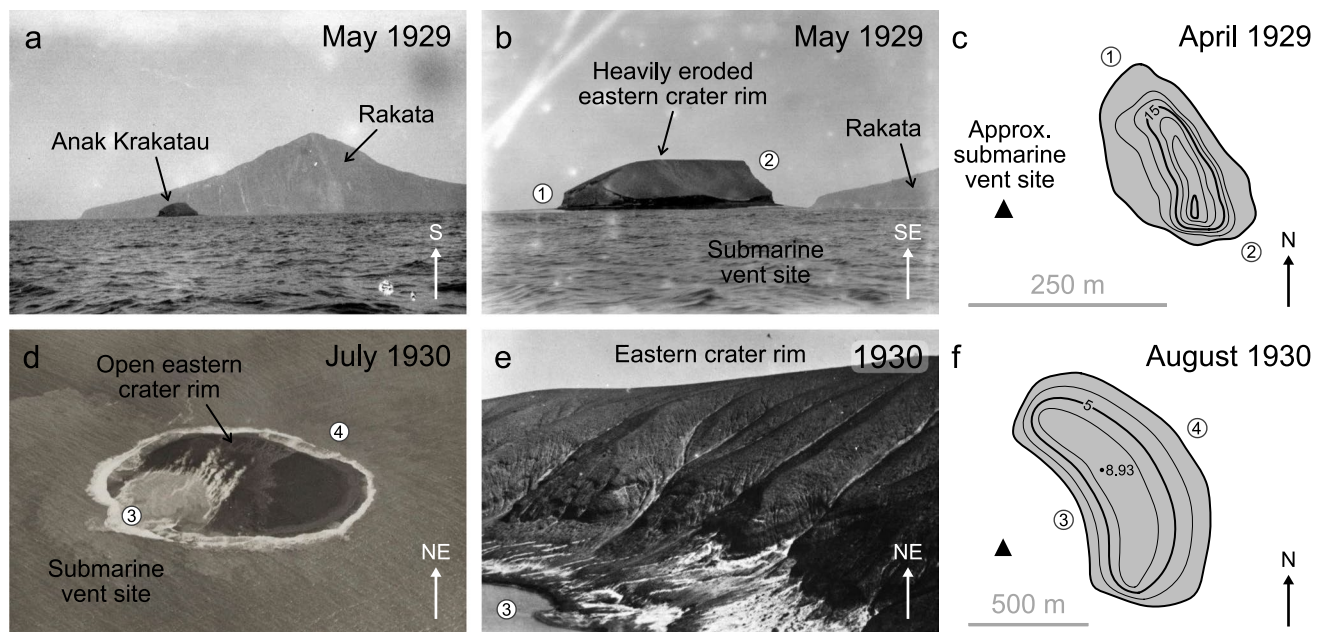 a
May 1929
Anak Krakatau
Rakata
S
b
May 1929
Heavily eroded
eastern crater rim
Rakata
①
②
SE
Submarine
vent site
c
April 1929
①
15
Approx.
submarine
vent site
②
N
250 m
d
July 1930
Open eastern
crater rim
④
③
NE
Submarine
vent site
e
Eastern crater rim
1930
NE
③
f
August 1930
5
④
8.93
③
N
500 m